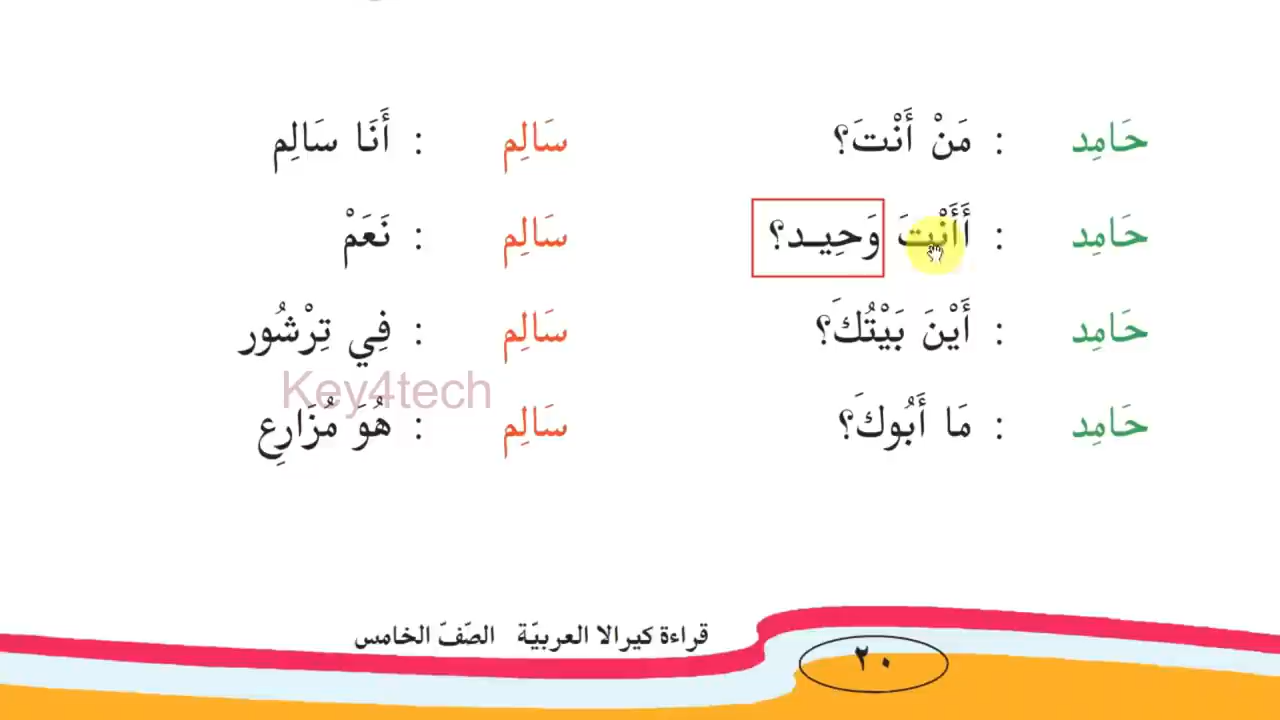 حَامِد : مَنْ أَنْتَ؟ سَالِم : أَنَا سَالِم
حَامِد : أَأَنْتَ وَحِيـد؟ سَالِم : نَعَمْ
حَامِد : أَيْنَ بَيْتُكَ؟ سَالِم : فِي تِرْشُور
Key4tech
حَامِد : مَا أَبُوكَ؟ سَالِم : هُوَ مُزَارِع
قراءة كيرالا العربيّة الصّفّ الخامس
٢٠